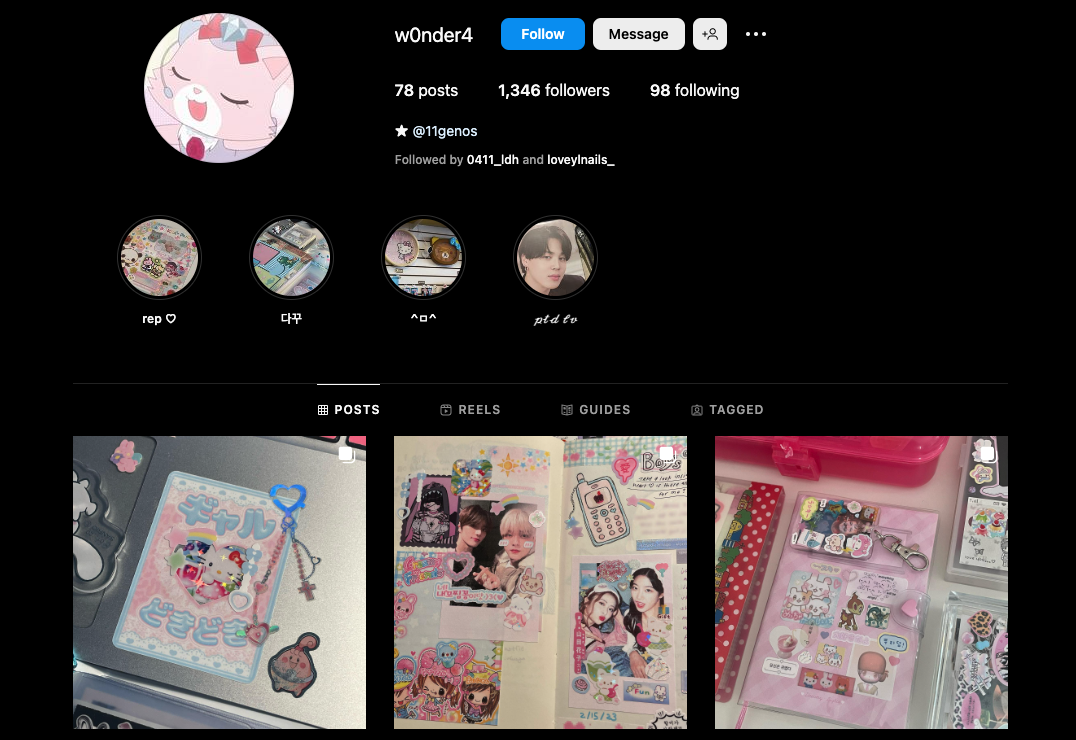 w0nder4 Follow Message
78 posts 1,346 followers 98 following
★ @11genos
Followed by 0411_ldh and loveylnails_
rep ♡ 다꾸 ^ㅁ^ ptd tv
POSTS REELS GUIDES TAGGED
ギャル
どきどき
Boys
Fun
2/15/23